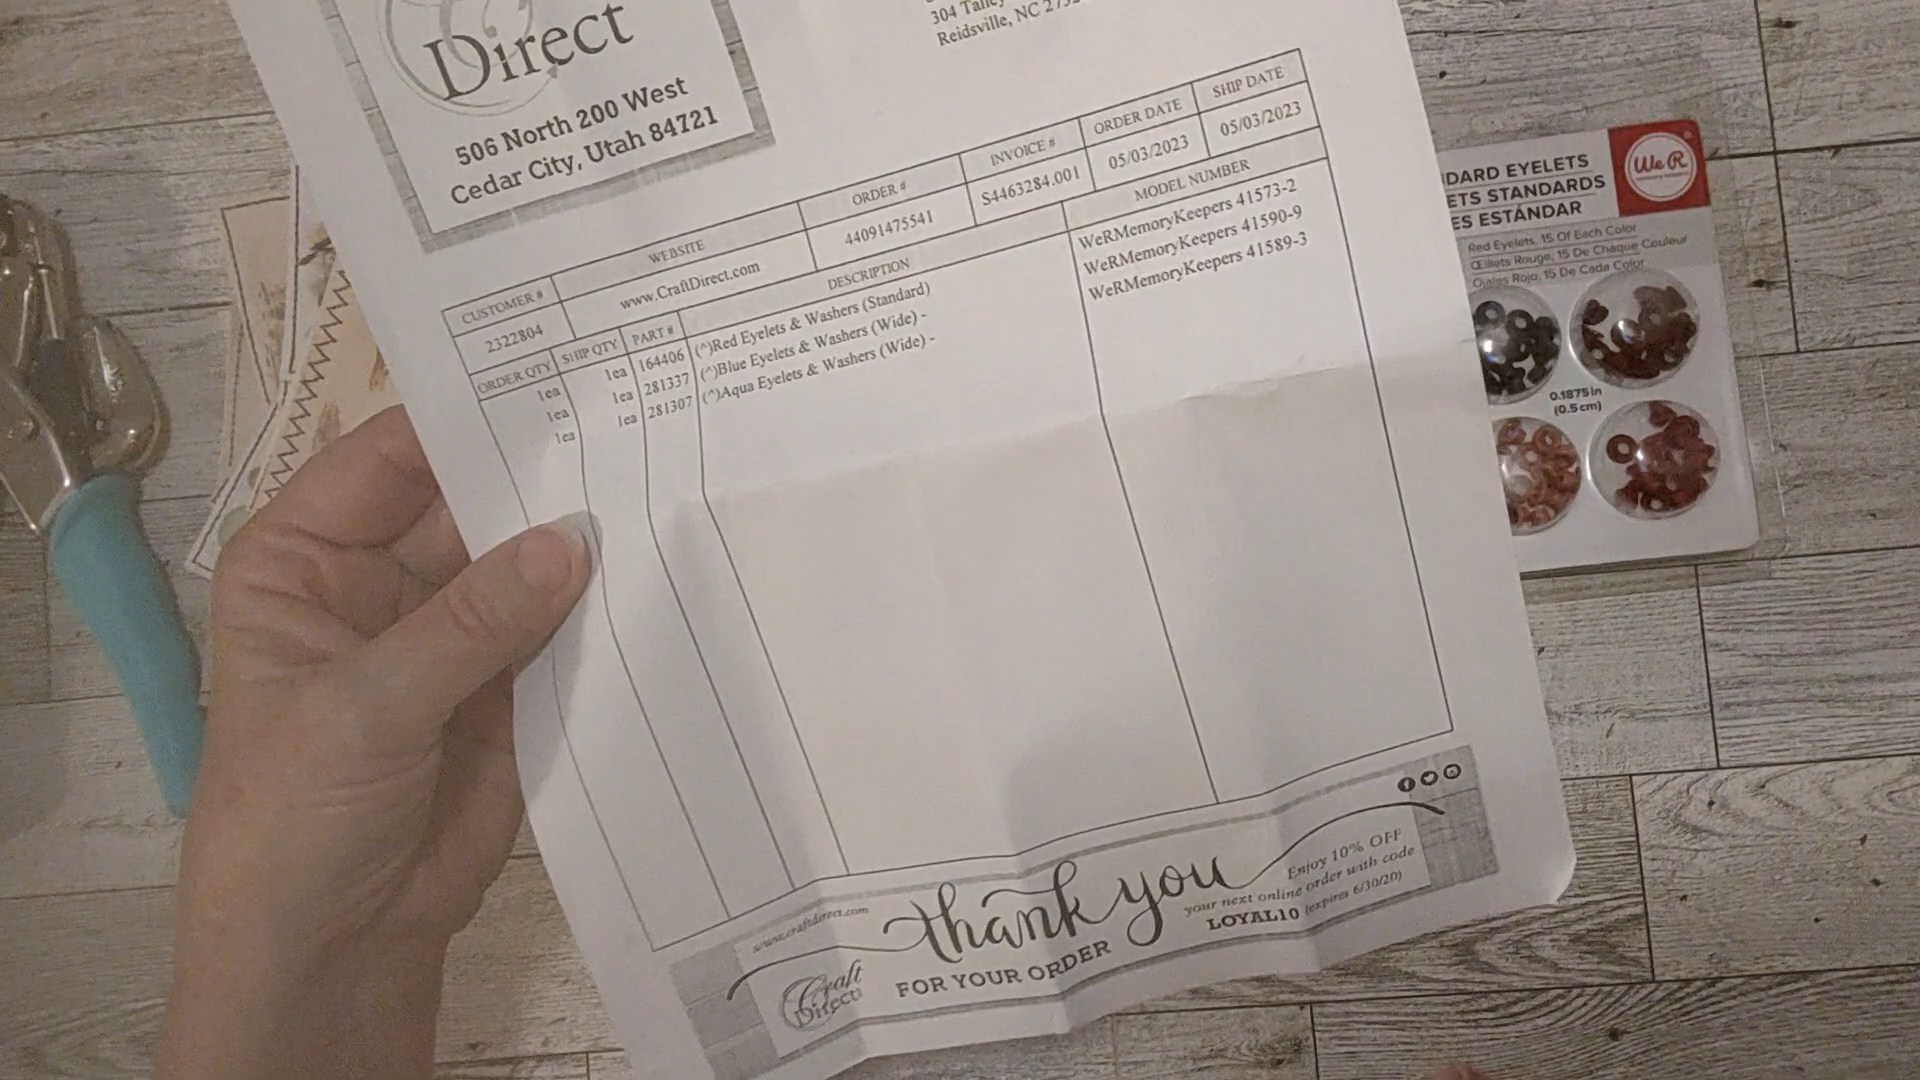 Direct
506 North 200 West
Cedar City, Utah 84721
304
Reidsville, NC
CUSTOMER # WEBSITE ORDER # INVOICE # ORDER DATE SHIP DATE
2322804 www.CraftDirect.com 44091475541 S4463284.001 05/03/2023 05/03/2023
ORDER QTY SHIP QTY PART # DESCRIPTION MODEL NUMBER
1ea 1ea 164406 (^)Red Eyelets & Washers (Standard) WeRMemoryKeepers 41573-2
1ea 1ea 281337 (^)Blue Eyelets & Washers (Wide) - WeRMemoryKeepers 41590-9
1ea 1ea 281307 (^)Aqua Eyelets & Washers (Wide) - WeRMemoryKeepers 41589-3
www.craftdirect.com
thank you
FOR YOUR ORDER
Craft
Direct
Enjoy 10% OFF
your next online order with code
LOYAL10 (expires 6/30/20)
DARD EYELETS
ETS STANDARDS
ES ESTÁNDAR
We R
Red Eyelets, 15 Of Each Color
Œillets Rouge, 15 De Chaque Couleur
Ojales Rojo, 15 De Cada Color
0.1875in
(0.5cm)